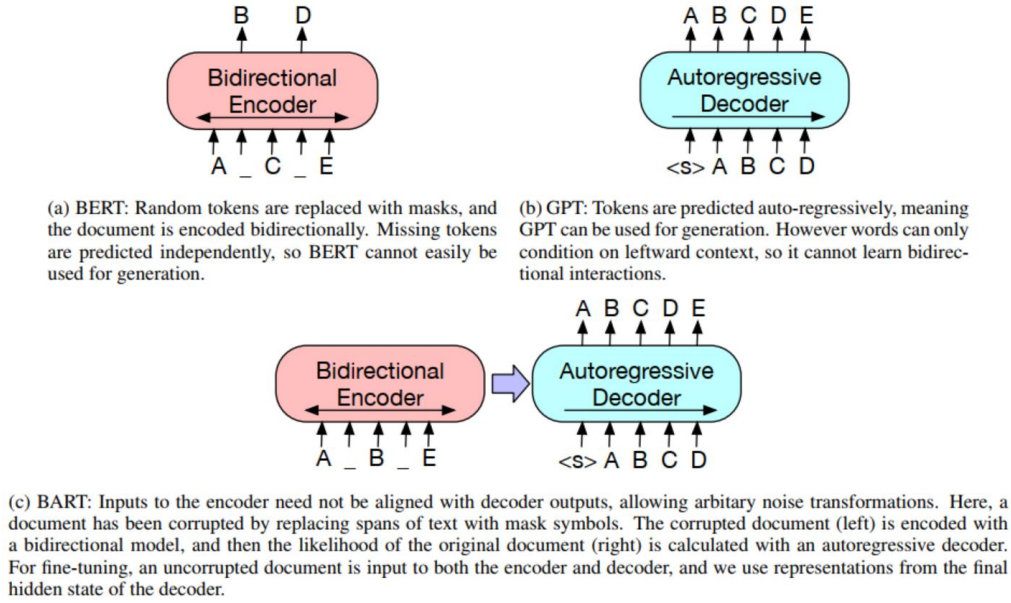 B D
A B C D E
Bidirectional
Encoder
Autoregressive
Decoder
A _ C _ E
<s> A B C D
(a) BERT: Random tokens are replaced with masks, and
the document is encoded bidirectionally. Missing tokens
are predicted independently, so BERT cannot easily be
used for generation.
(b) GPT: Tokens are predicted auto-regressively, meaning
GPT can be used for generation. However words can only
condition on leftward context, so it cannot learn bidirec-
tional interactions.
A B C D E
Bidirectional
Encoder
Autoregressive
Decoder
A _ B _ E
<s> A B C D
(c) BART: Inputs to the encoder need not be aligned with decoder outputs, allowing arbitary noise transformations. Here, a
document has been corrupted by replacing spans of text with mask symbols. The corrupted document (left) is encoded with
a bidirectional model, and then the likelihood of the original document (right) is calculated with an autoregressive decoder.
For fine-tuning, an uncorrupted document is input to both the encoder and decoder, and we use representations from the final
hidden state of the decoder.